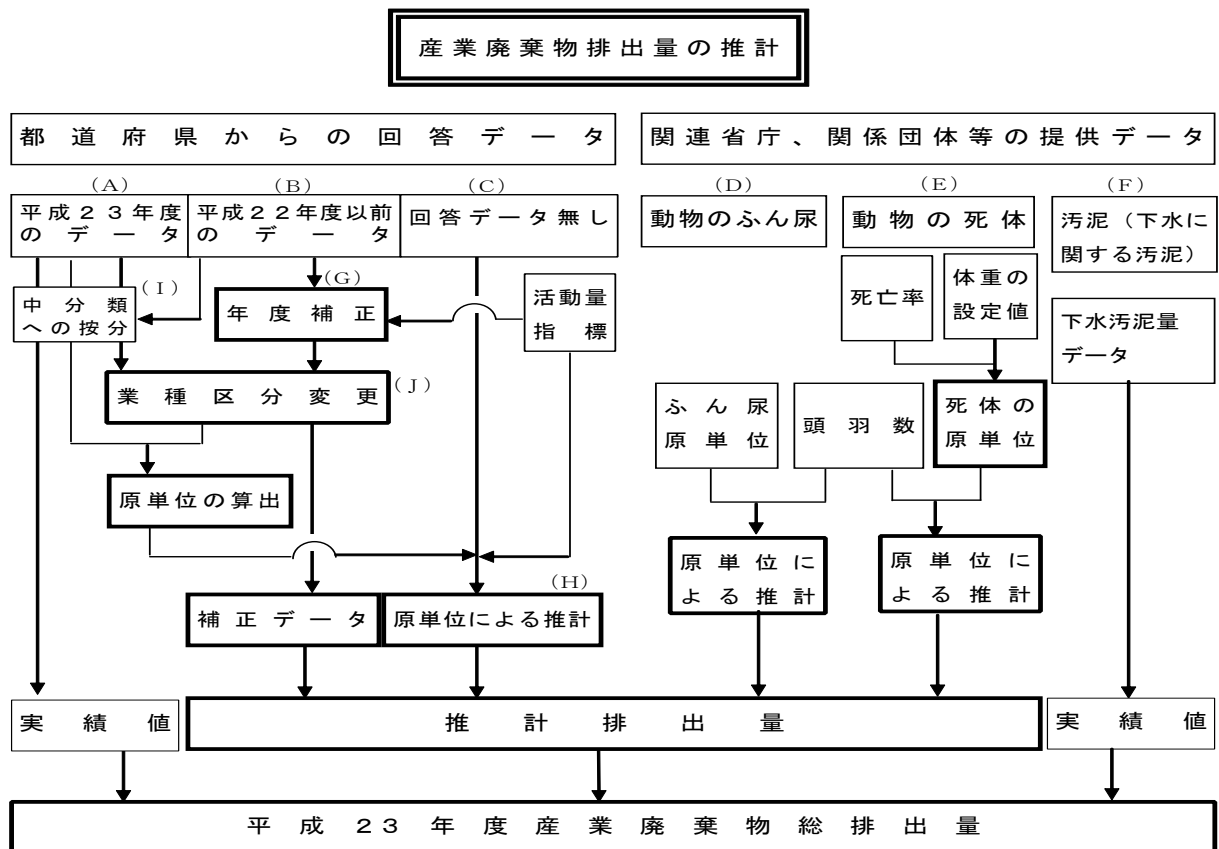 産業廃棄物排出量の推計
都道府県からの回答データ
関連省庁、関係団体等の提供データ
(A)
(B)
(C)
(D)
(E)
(F)
平成23年度
のデータ
平成22年度以前
のデータ
回答データ無し
動物のふん尿
動物の死体
汚泥(下水に
関する汚泥)
(I)
中分類
への按分
(G)
年度補正
活動量
指標
死亡率
体重の
設定値
下水汚泥量
データ
業種区分変更
(J)
ふん尿
原単位
頭羽数
死体の
原単位
原単位の算出
原単位に
よる推計
原単位に
よる推計
(H)
補正データ
原単位による推計
実績値
推計排出量
実績値
平成23年度産業廃棄物総排出量